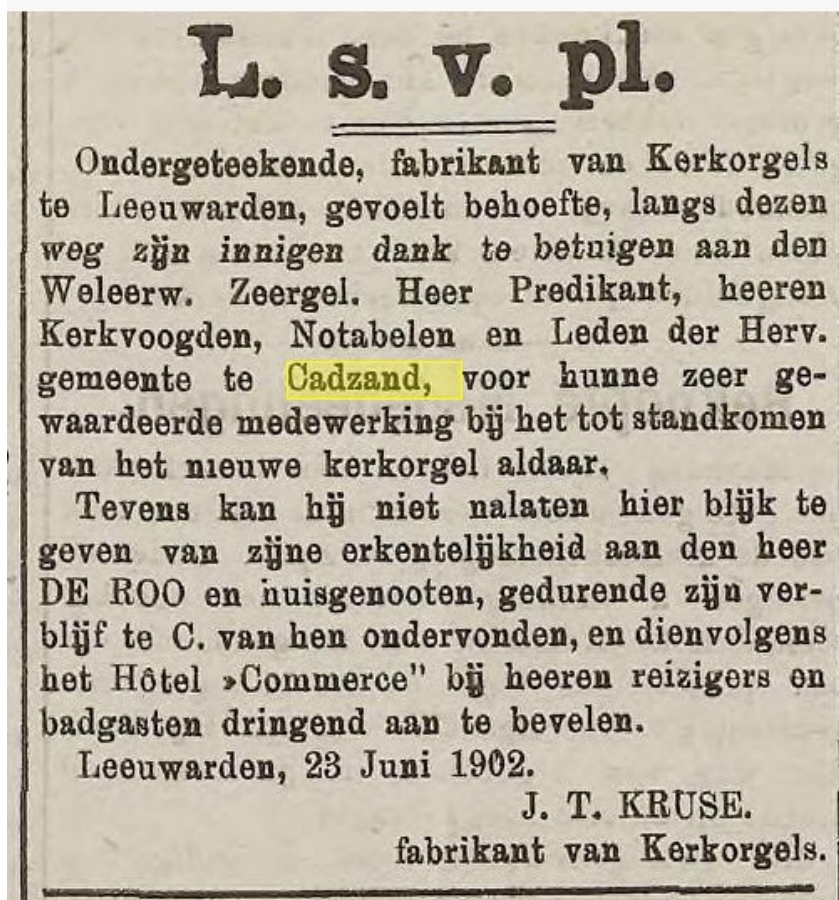 L. s. v. pl.
Ondergeteekende, fabrikant van Kerkorgels
te Leeuwarden, gevoelt behoefte, langs dezen
weg zijn innigen dank te betuigen aan den
Weleerw. Zeergel. Heer Predikant, heeren
Kerkvoogden, Notabelen en Leden der Herv.
gemeente te Cadzand, voor hunne zeer ge-
waardeerde medewerking bij het tot standkomen
van het nieuwe kerkorgel aldaar.
Tevens kan hij niet nalaten hier blijk te
geven van zijne erkentelijkheid aan den heer
DE ROO en huisgenooten, gedurende zijn ver-
blijf te C. van hen ondervonden, en dienvolgens
het Hôtel »Commerce" bij heeren reizigers en
badgasten dringend aan te bevelen.
Leeuwarden, 23 Juni 1902.
J. T. KRUSE.
fabrikant van Kerkorgels.